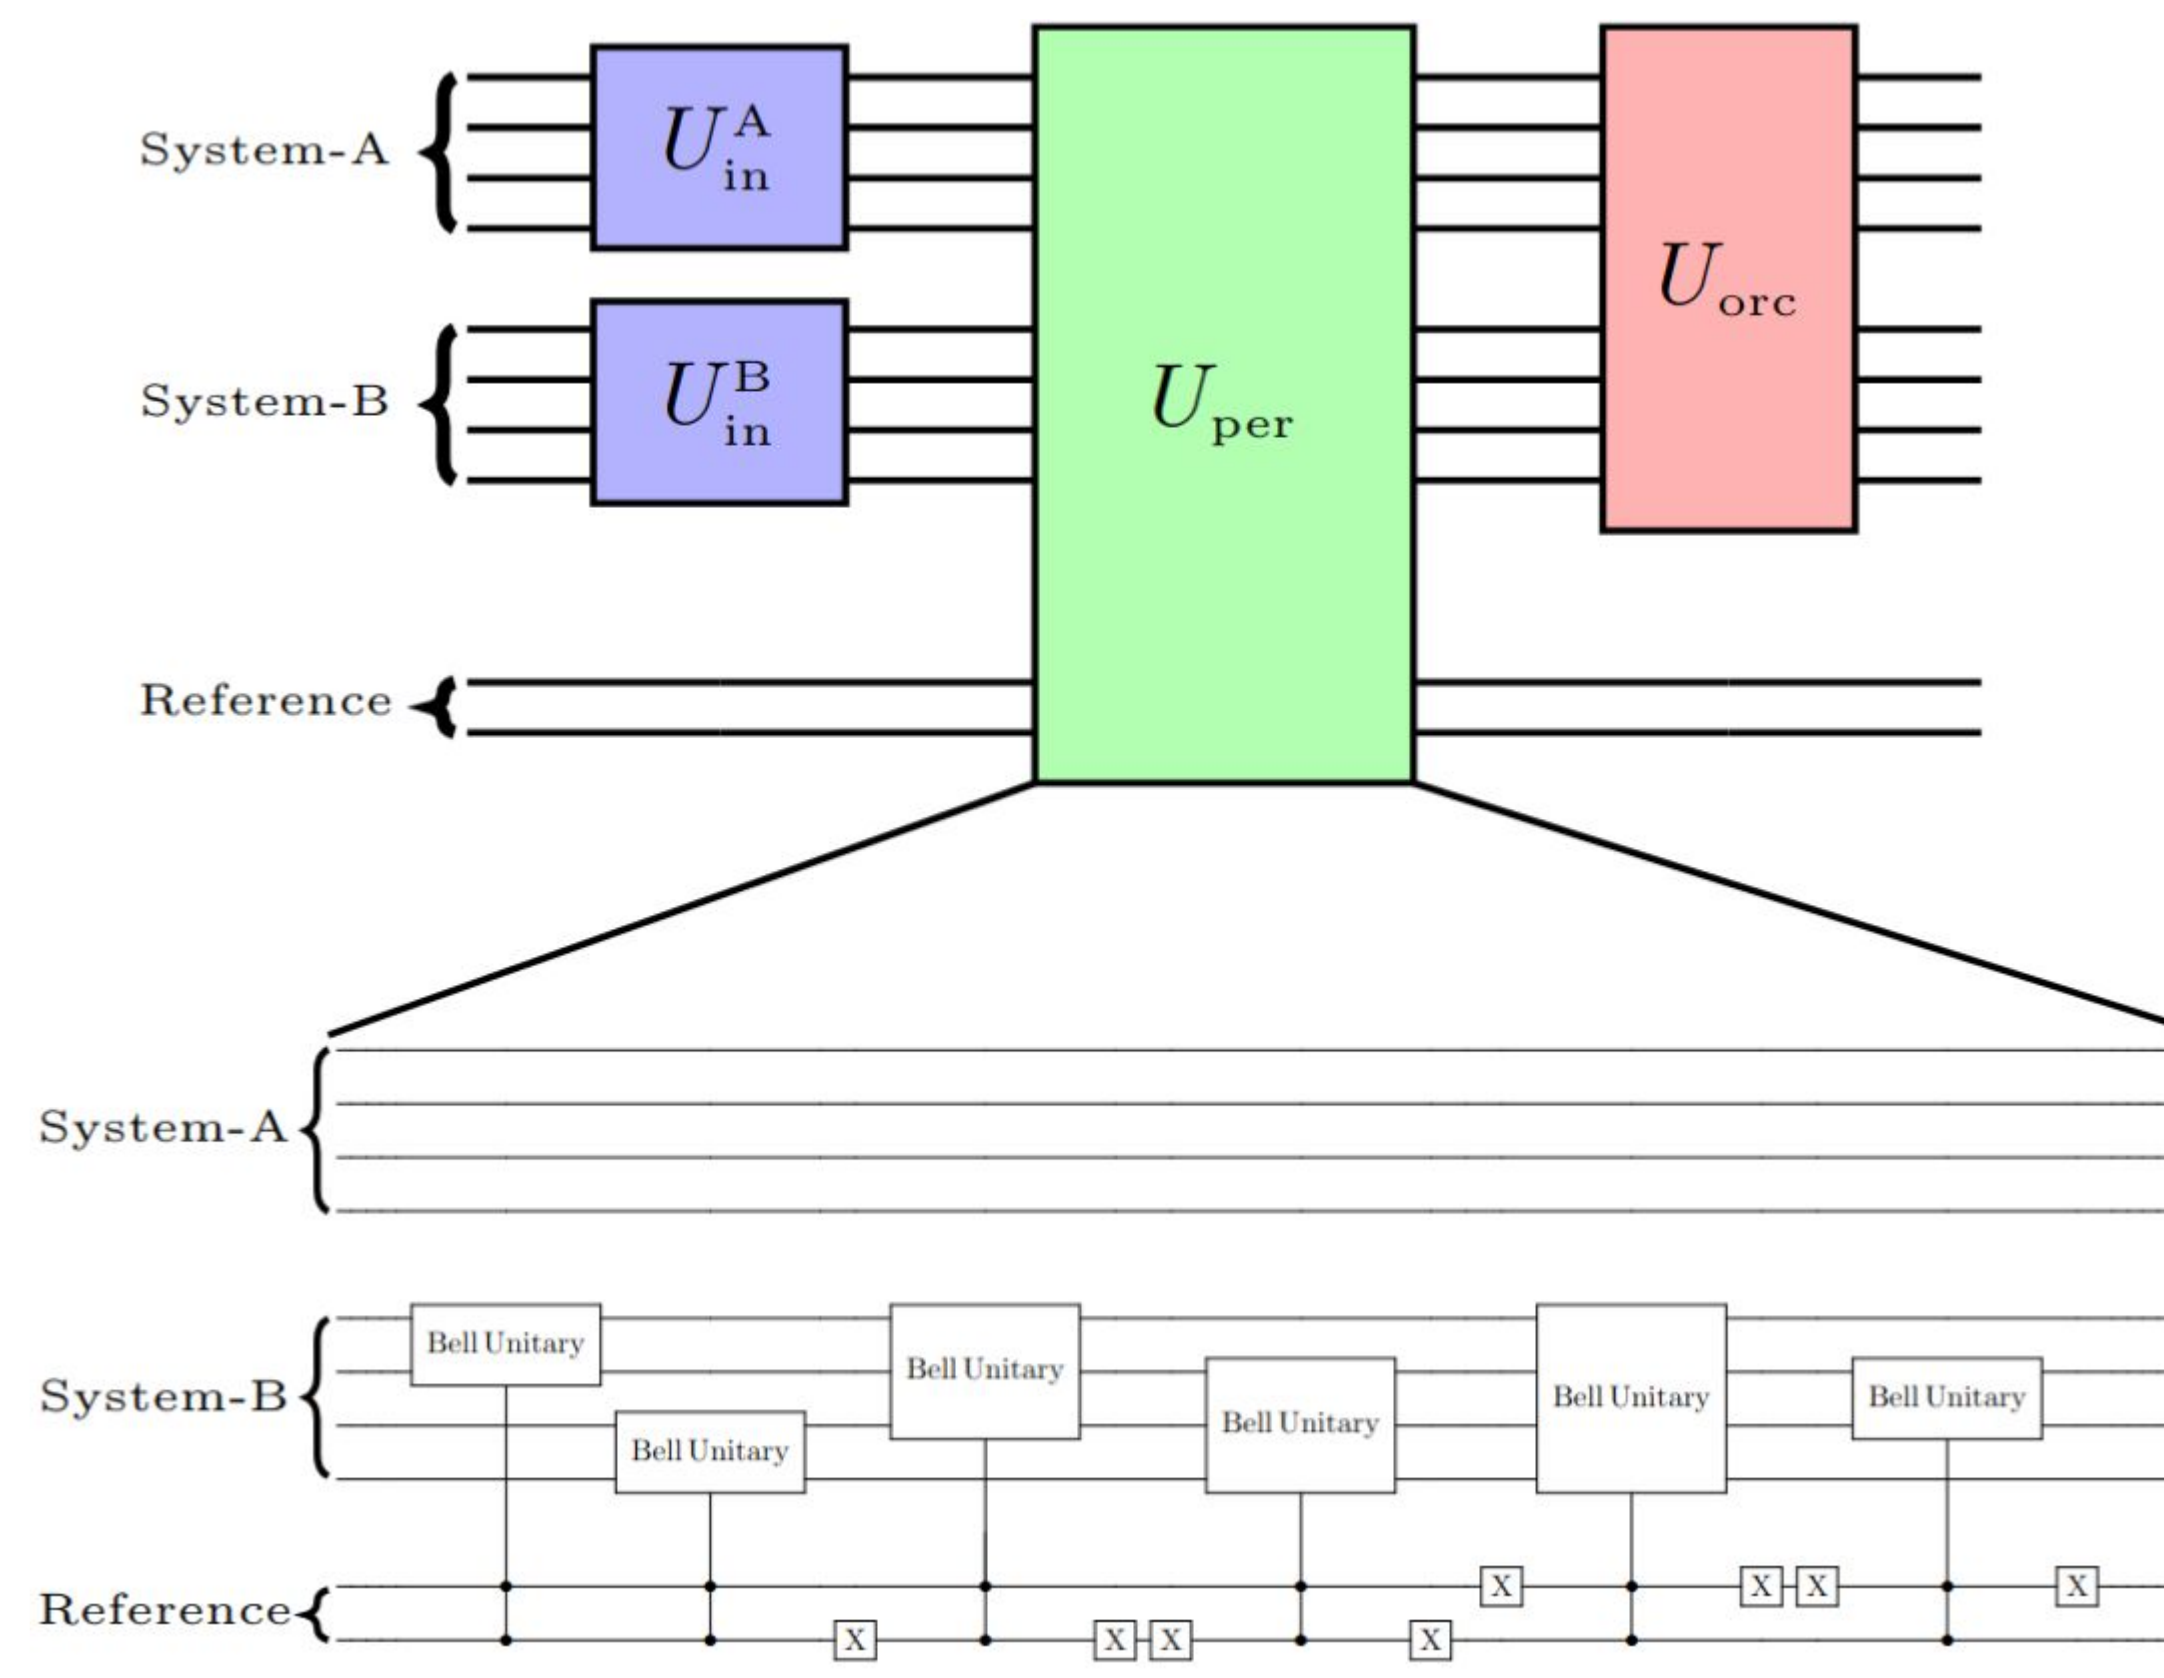 System-A
U^A_in
System-B
U^B_in
U_per
U_orc
Reference
System-A
System-B
Bell Unitary
Bell Unitary
Bell Unitary
Bell Unitary
Bell Unitary
Bell Unitary
Reference
X X X X
X X X X